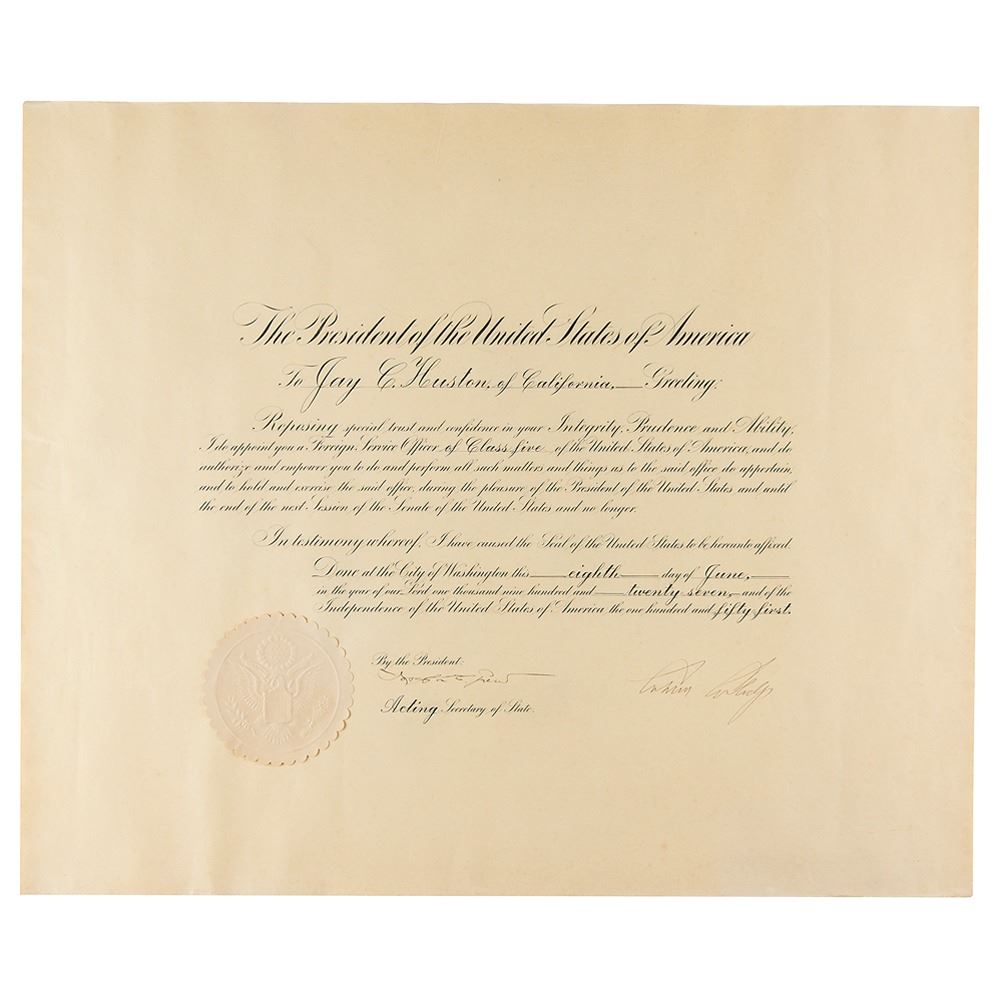 The President of the United States of America
To Jay C. Huston, of California, Greeting:
Reposing special trust and confidence in your Integrity, Prudence and Ability,
I do appoint you a Foreign Service Officer of Class five of the United States of America, and do
authorize and empower you to do and perform all such matters and things as to the said office do appertain,
and to hold and exercise the said office, during the pleasure of the President of the United States and until
the end of the next Session of the Senate of the United States and no longer.
In testimony whereof, I have caused the Seal of the United States to be hereunto affixed.
Done at the City of Washington this eighth day of June,
in the year of our Lord one thousand nine hundred and twenty seven, and of the
Independence of the United States of America the one hundred and fifty first.
By the President:
Calvin Coolidge
Acting Secretary of State.